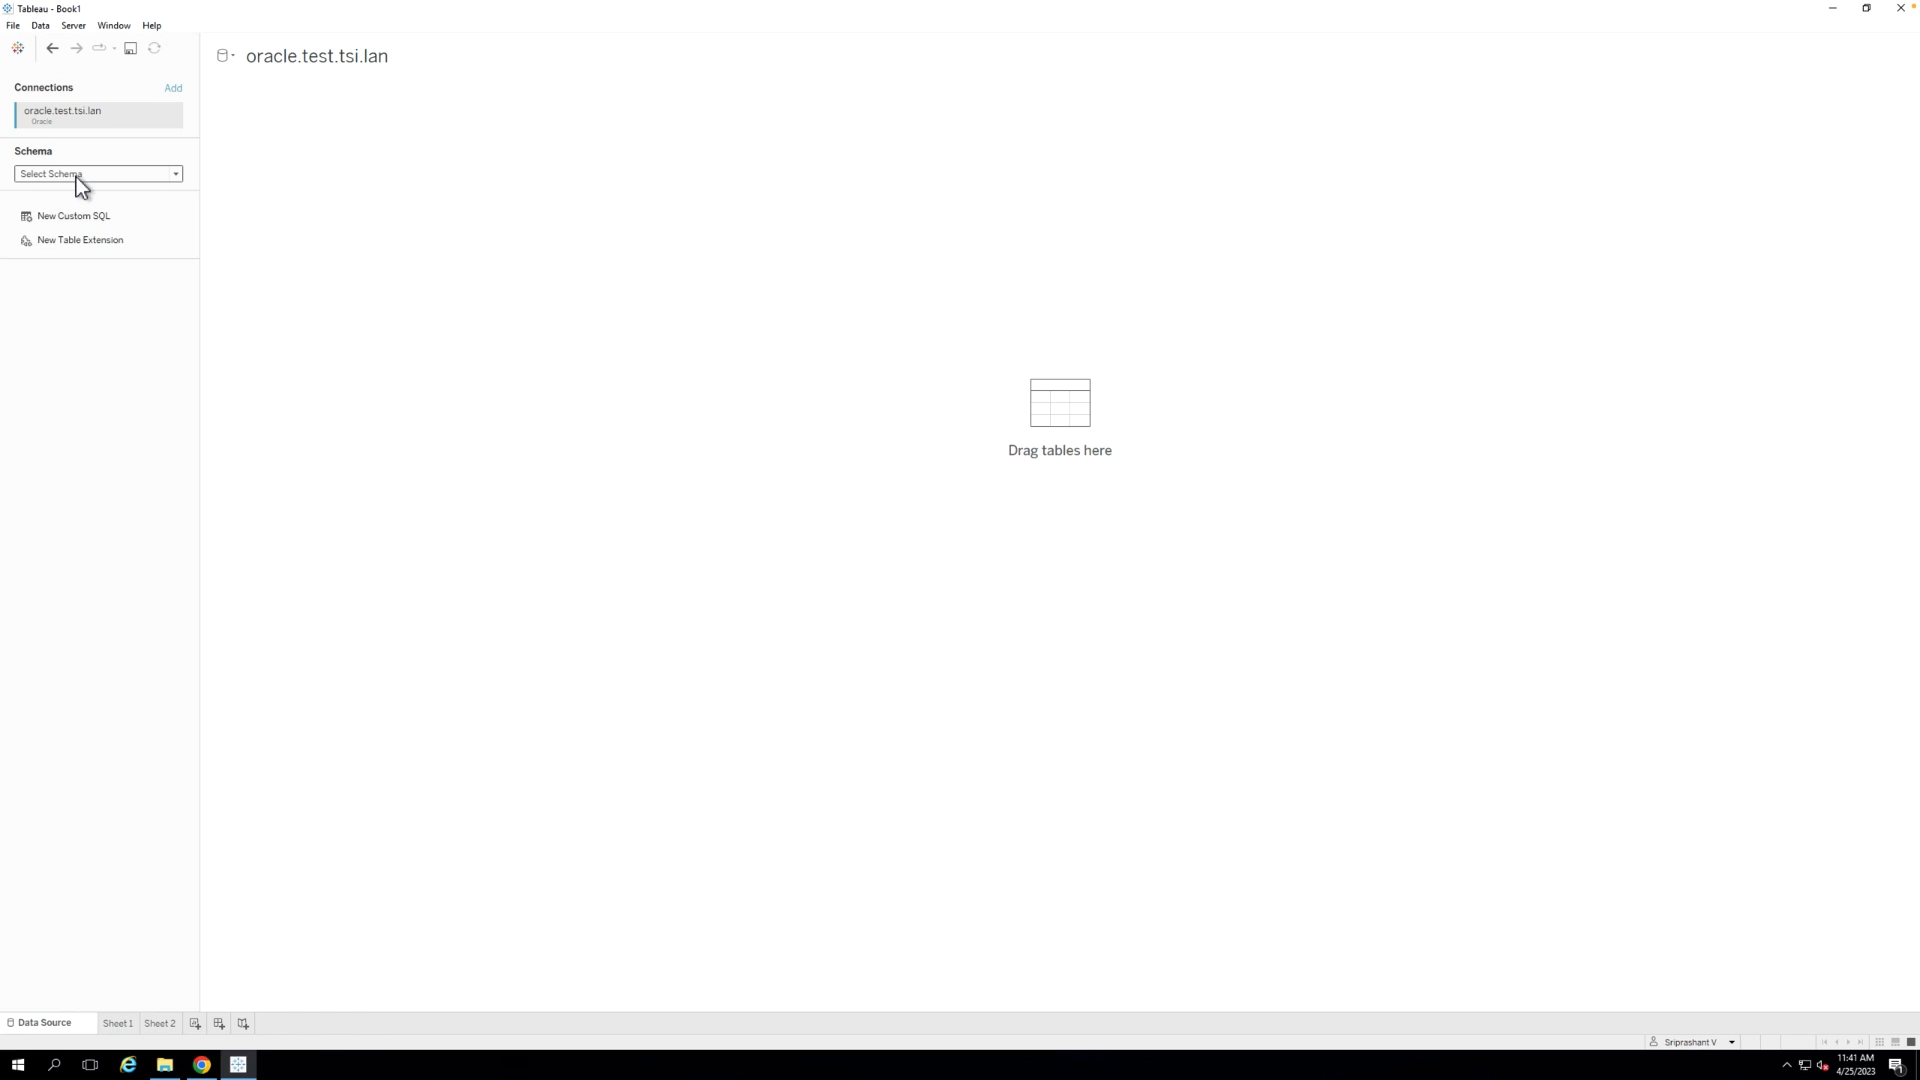 Tableau - Book1
File Data Server Window Help
oracle.test.tsi.lan
Connections Add
oracle.test.tsi.lan
Oracle
Schema
Select Schema
New Custom SQL
New Table Extension
Drag tables here
Data Source Sheet 1 Sheet 2
Sriprashant V
11:41 AM
4/25/2023
1